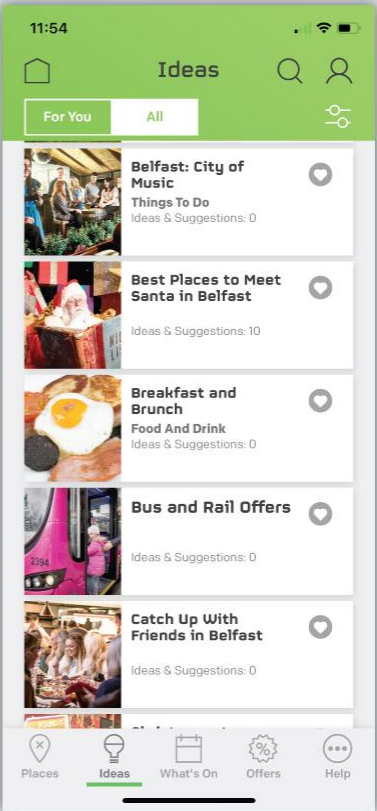 11:54
Ideas
For You
All
Belfast: City of
Music
Things To Do
Ideas & Suggestions: 0
Best Places to Meet
Santa in Belfast
Ideas & Suggestions: 10
Breakfast and
Brunch
Food And Drink
Ideas & Suggestions: 0
2394
Bus and Rail Offers
Ideas & Suggestions: 0
Catch Up With
Friends in Belfast
Ideas & Suggestions: 0
Places
Ideas
What's On
Offers
Help